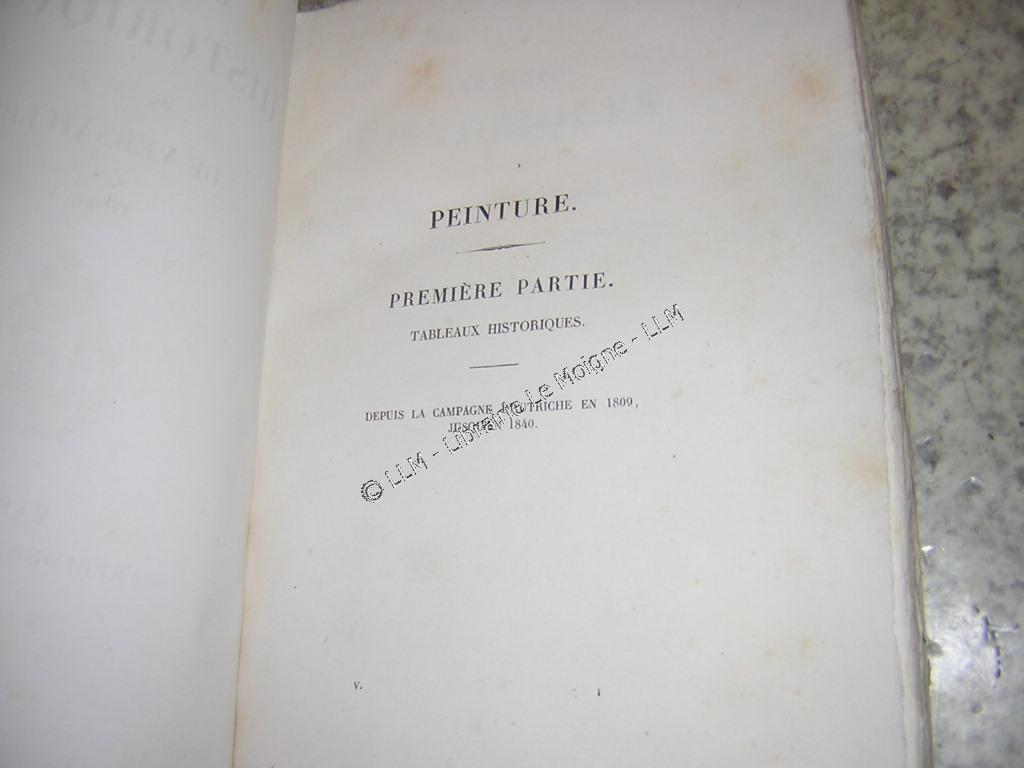 PEINTURE.
PREMIÈRE PARTIE.
TABLEAUX HISTORIQUES.
DEPUIS LA CAMPAGNE D'AUTRICHE EN 1809,
JUSQU'EN 1840.
© LLM - Librairie Le Moigne - LLM
V.
1